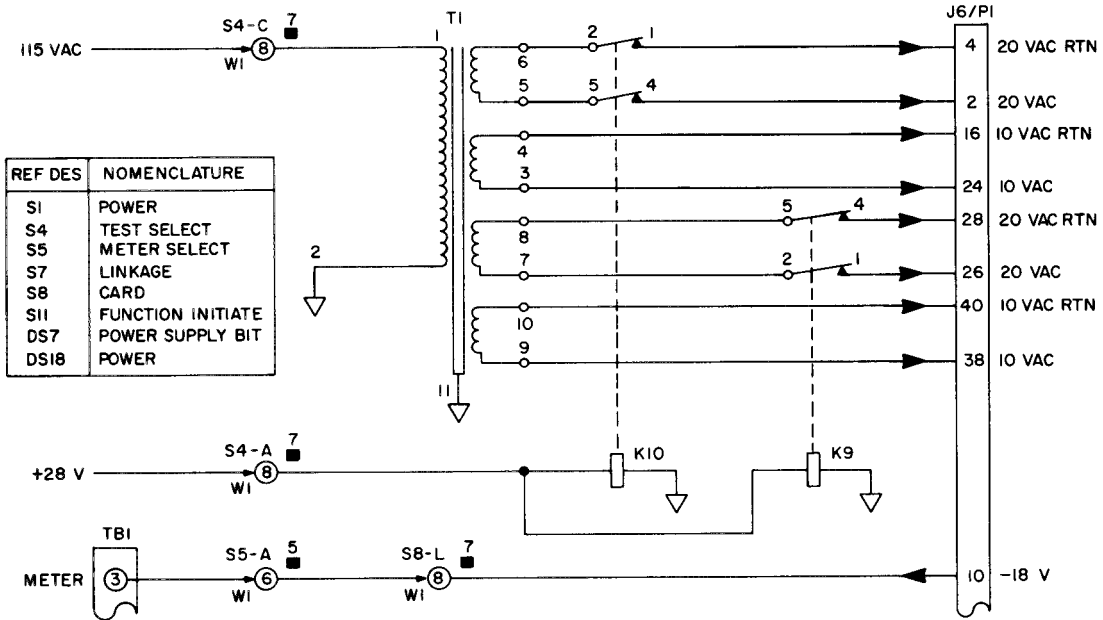 J6/P1
S4-C 7 T1
115 VAC 8 1 6 2 1 4 20 VAC RTN
W1
5 5 4 2 20 VAC
4 16 10 VAC RTN
3 24 10 VAC
REF DES NOMENCLATURE
S1 POWER
S4 TEST SELECT
S5 METER SELECT
S7 LINKAGE
S8 CARD
S11 FUNCTION INITIATE
DS7 POWER SUPPLY BIT
DS18 POWER
2
8 5 4 28 20 VAC RTN
7 2 1 26 20 VAC
10 40 10 VAC RTN
9 38 10 VAC
11
S4-A 7
+28 V 8 K10 K9
W1
TB1
S5-A 5 S8-L 7
METER 3 6 8 10 -18 V
W1 W1